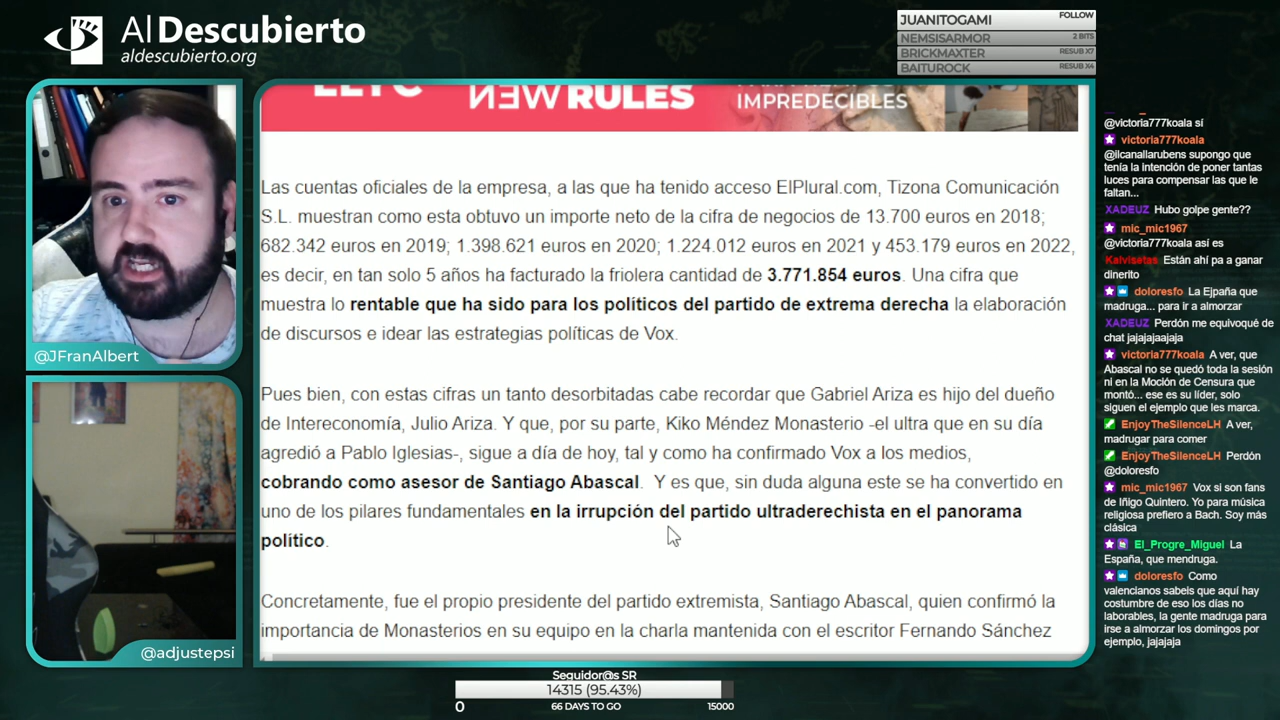 Al Descubierto
aldescubierto.org
JUANITOGAMI FOLLOW
NEMSISARMOR 2 BITS
BRICKMAXTER RESUB X7
BAITUROCK RESUB X4
@JFranAlbert
@adjustepsi
LLYC NEW RULES
IMPREDECIBLES
Las cuentas oficiales de la empresa, a las que ha tenido acceso ElPlural.com, Tizona Comunicación
S.L. muestran como esta obtuvo un importe neto de la cifra de negocios de 13.700 euros en 2018;
682.342 euros en 2019; 1.398.621 euros en 2020; 1.224.012 euros en 2021 y 453.179 euros en 2022,
es decir, en tan solo 5 años ha facturado la friolera cantidad de 3.771.854 euros. Una cifra que
muestra lo rentable que ha sido para los políticos del partido de extrema derecha la elaboración
de discursos e idear las estrategias políticas de Vox.
Pues bien, con estas cifras un tanto desorbitadas cabe recordar que Gabriel Ariza es hijo del dueño
de Intereconomía, Julio Ariza. Y que, por su parte, Kiko Méndez Monasterio -el ultra que en su día
agredió a Pablo Iglesias-, sigue a día de hoy, tal y como ha confirmado Vox a los medios,
cobrando como asesor de Santiago Abascal. Y es que, sin duda alguna este se ha convertido en
uno de los pilares fundamentales en la irrupción del partido ultraderechista en el panorama
político.
Concretamente, fue el propio presidente del partido extremista, Santiago Abascal, quien confirmó la
importancia de Monasterios en su equipo en la charla mantenida con el escritor Fernando Sánchez
@victoria777koala sí
victoria777koala
@ilcanallarubens supongo que
tenía la intención de poner tantas
luces para compensar las que le
faltan...
XADEUZ Hubo golpe gente??
mic_mic1967
@victoria777koala así es
Kalvisetas Están ahí pa a ganar
dinerito
doloresfo La Ejpaña que
madruga... para ir a almorzar
XADEUZ Perdón me equivoqué de
chat jajajajaajaja
victoria777koala A ver, que
Abascal no se quedó toda la sesión
ni en la Moción de Censura que
montó... ese es su líder, solo
siguen el ejemplo que les marca.
EnjoyTheSilenceLH A ver,
madrugar para comer
EnjoyTheSilenceLH Perdón
@doloresfo
mic_mic1967 Vox si son fans
de Iñigo Quintero. Yo para música
religiosa prefiero a Bach. Soy más
clásica
El_Progre_Miguel La
España, que mendruga.
doloresfo Como
valencianos sabeis que aquí hay
costumbre de eso los días no
laborables, la gente madruga para
irse a almorzar los domingos por
ejemplo, jajajaja
Seguidor@s SR
14315 (95.43%)
0 66 DAYS TO GO 15000